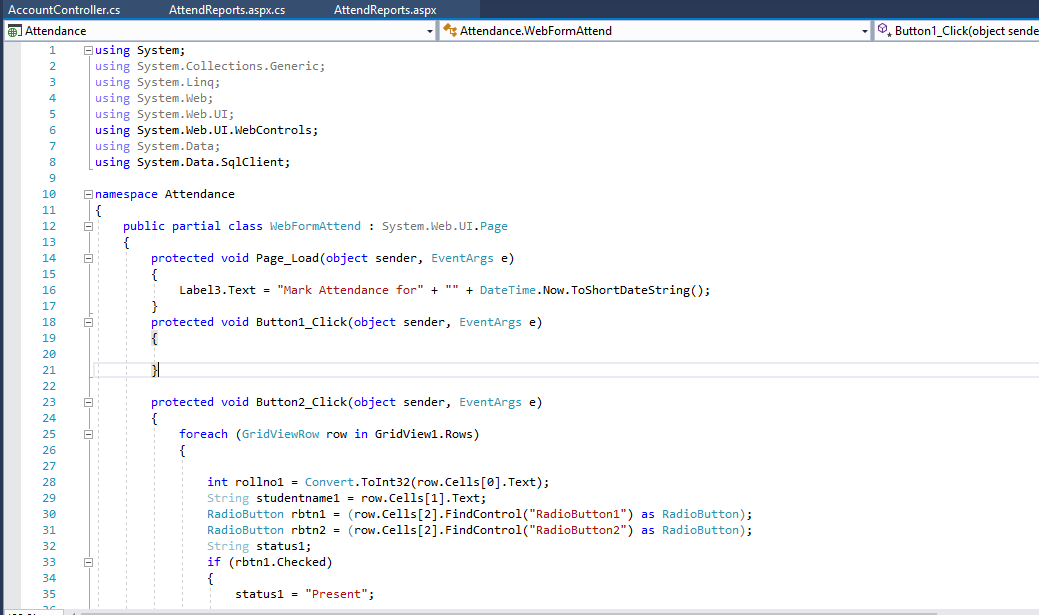 AccountController.cs AttendReports.aspx.cs AttendReports.aspx
Attendance Attendance.WebFormAttend Button1_Click(object sende
1 using System;
2 using System.Collections.Generic;
3 using System.Linq;
4 using System.Web;
5 using System.Web.UI;
6 using System.Web.UI.WebControls;
7 using System.Data;
8 using System.Data.SqlClient;
9
10 namespace Attendance
11 {
12 public partial class WebFormAttend : System.Web.UI.Page
13 {
14 protected void Page_Load(object sender, EventArgs e)
15 {
16 Label3.Text = "Mark Attendance for" + "" + DateTime.Now.ToShortDateString();
17 }
18 protected void Button1_Click(object sender, EventArgs e)
19 {
20
21 }
22
23 protected void Button2_Click(object sender, EventArgs e)
24 {
25 foreach (GridViewRow row in GridView1.Rows)
26 {
27
28 int rollno1 = Convert.ToInt32(row.Cells[0].Text);
29 String studentname1 = row.Cells[1].Text;
30 RadioButton rbtn1 = (row.Cells[2].FindControl("RadioButton1") as RadioButton);
31 RadioButton rbtn2 = (row.Cells[2].FindControl("RadioButton2") as RadioButton);
32 String status1;
33 if (rbtn1.Checked)
34 {
35 status1 = "Present";